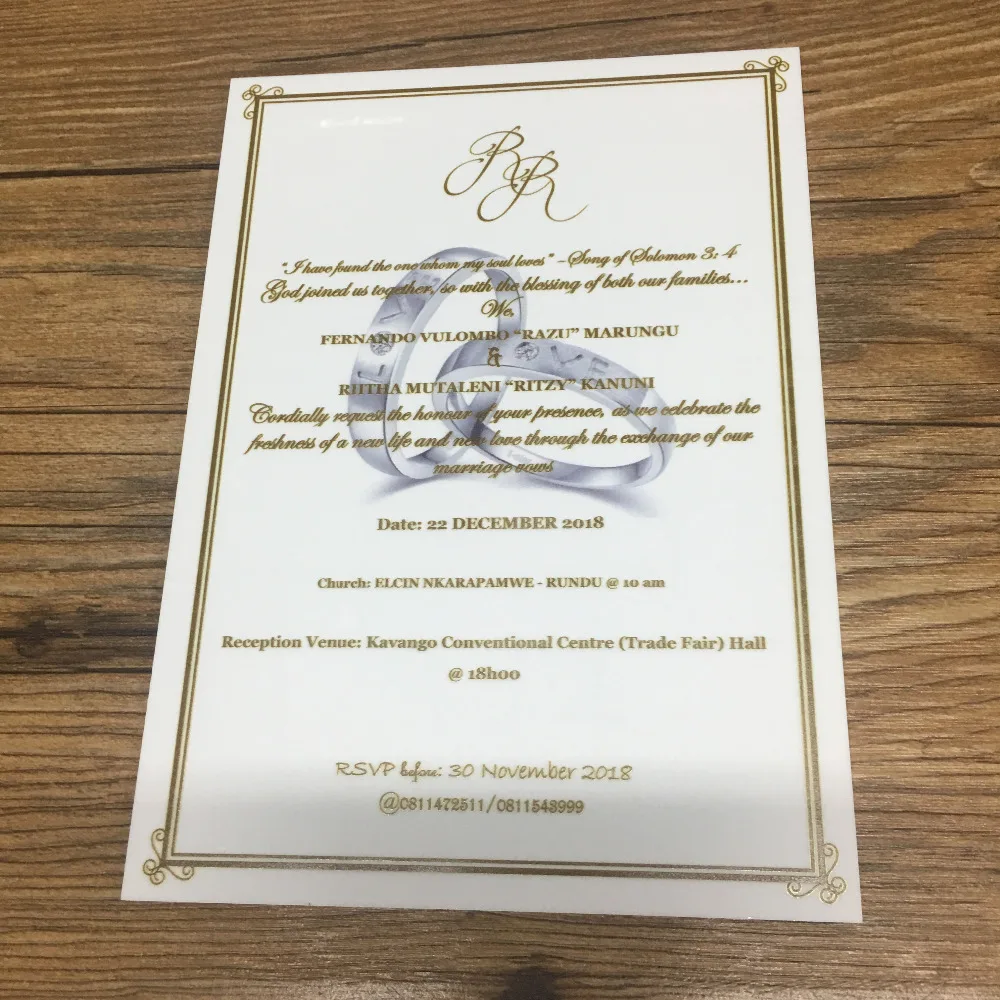 RR
"I have found the one whom my soul loves" –Song of Solomon 3: 4
God joined us together, so with the blessing of both our families...
We,
FERNANDO VULOMBO "RAZU" MARUNGU
&
RIITHA MUTALENI "RITZY" KANUNI
Cordially request the honour of your presence, as we celebrate the
freshness of a new life and new love through the exchange of our
marriage vows
Date: 22 DECEMBER 2018
Church: ELCIN NKARAPAMWE - RUNDU @ 10 am
Reception Venue: Kavango Conventional Centre (Trade Fair) Hall
@ 18h00
RSVP before: 30 November 2018
@0811472511/0811543999